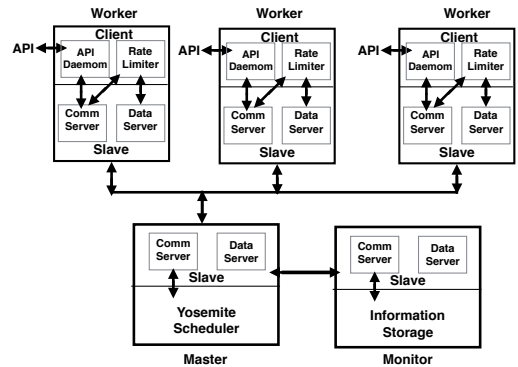 Worker
Worker
Worker
Client
Client
Client
API
API
Daemom
Rate
Limiter
API
API
Daemom
Rate
Limiter
API
API
Daemom
Rate
Limiter
Comm
Server
Data
Server
Comm
Server
Data
Server
Comm
Server
Data
Server
Slave
Slave
Slave
Comm
Server
Data
Server
Slave
Comm
Server
Data
Server
Slave
Yosemite
Scheduler
Information
Storage
Master
Monitor